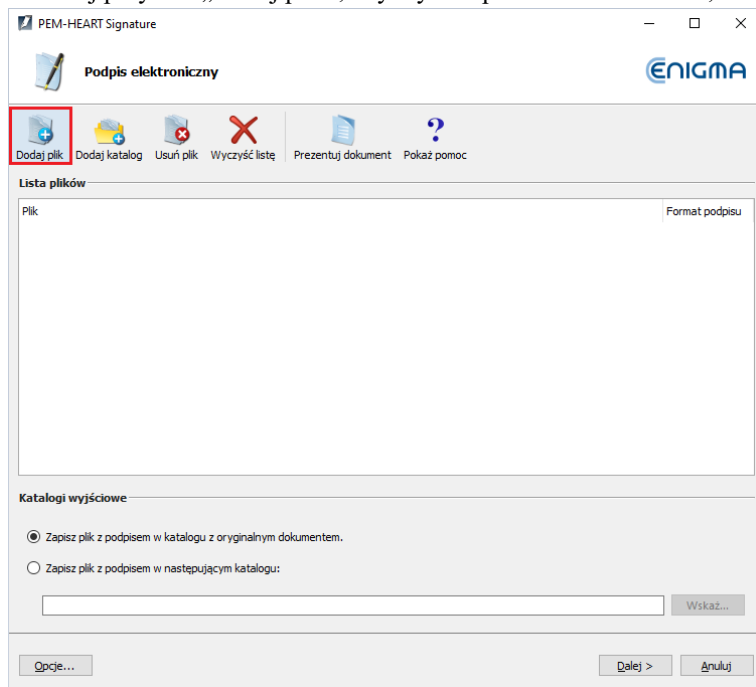 PEM-HEART Signature
Podpis elektroniczny
ENIGMA
Dodaj plik Dodaj katalog Usuń plik Wyczyść listę Prezentuj dokument Pokaż pomoc
Lista plików
Plik Format podpisu
Katalogi wyjściowe
Zapisz plik z podpisem w katalogu z oryginalnym dokumentem.
Zapisz plik z podpisem w następującym katalogu:
Wskaż...
Opcje... Dalej > Anuluj